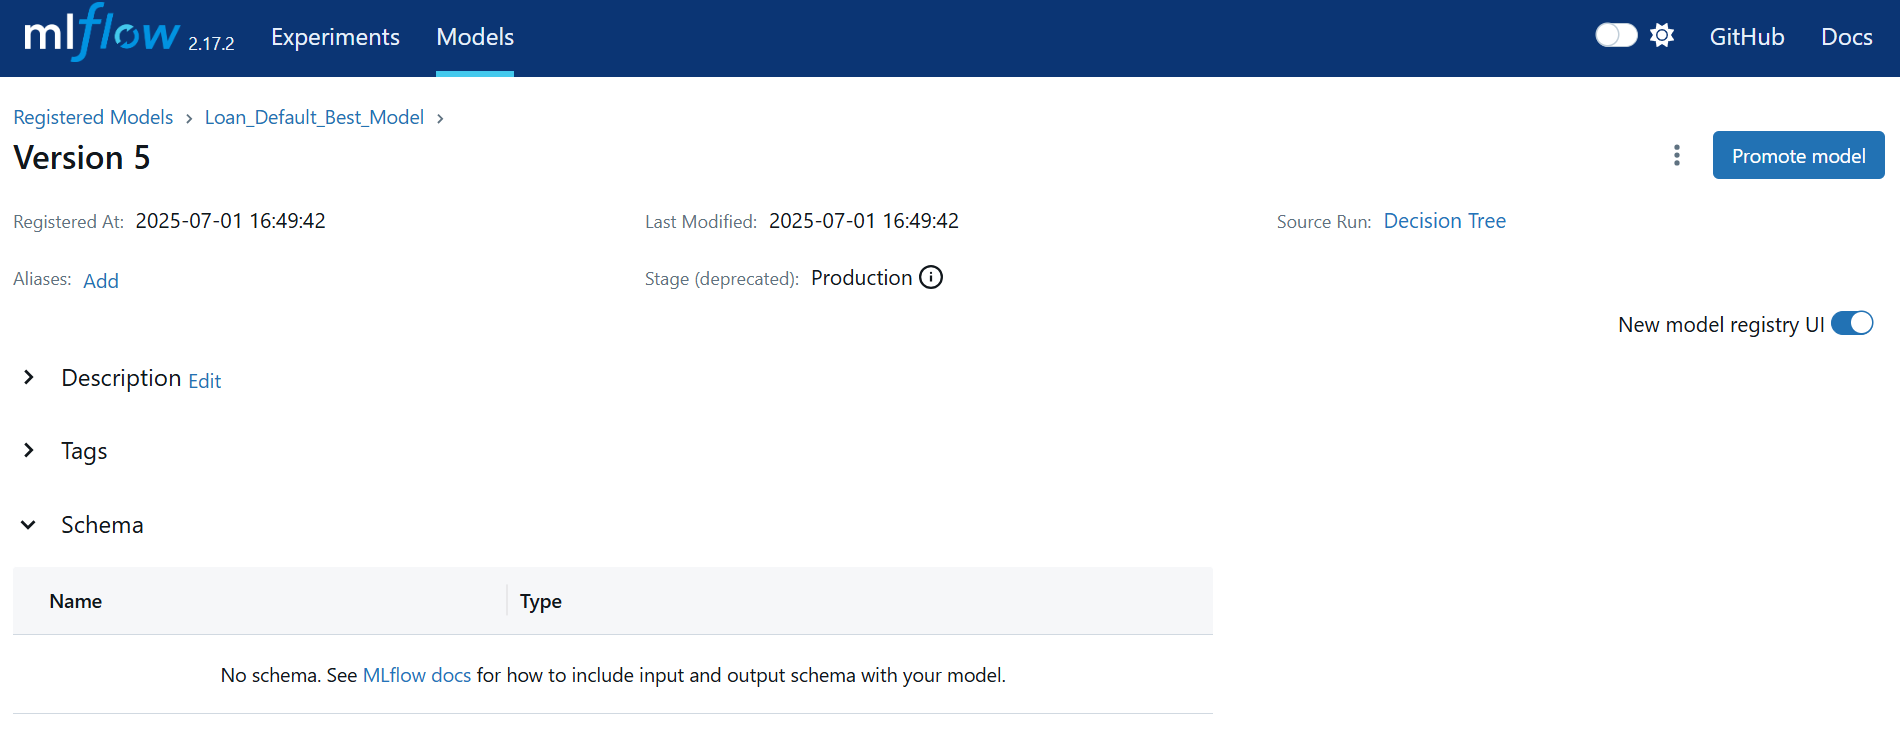 mlflow 2.17.2 Experiments Models GitHub Docs
Registered Models › Loan_Default_Best_Model ›
Version 5
Promote model
Registered At: 2025-07-01 16:49:42 Last Modified: 2025-07-01 16:49:42 Source Run: Decision Tree
Aliases: Add Stage (deprecated): Production
New model registry UI
Description Edit
Tags
Schema
Name Type
No schema. See MLflow docs for how to include input and output schema with your model.